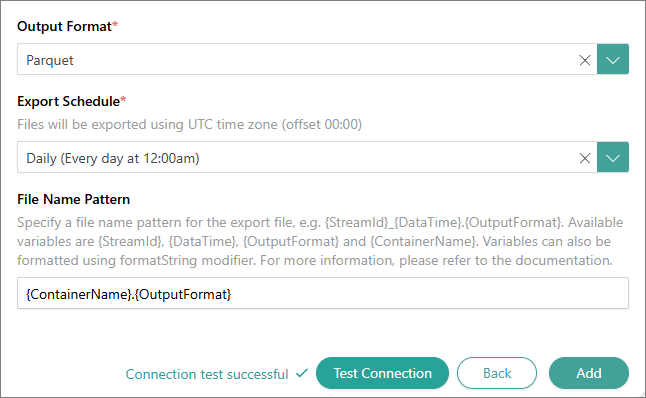 Output Format*
Parquet
Export Schedule*
Files will be exported using UTC time zone (offset 00:00)
Daily (Every day at 12:00am)
File Name Pattern
Specify a file name pattern for the export file, e.g. {StreamId}_{DataTime}.{OutputFormat}. Available
variables are {StreamId}, {DataTime}, {OutputFormat} and {ContainerName}. Variables can also be
formatted using formatString modifier. For more information, please refer to the documentation.
{ContainerName}.{OutputFormat}
Connection test successful
Test Connection
Back
Add